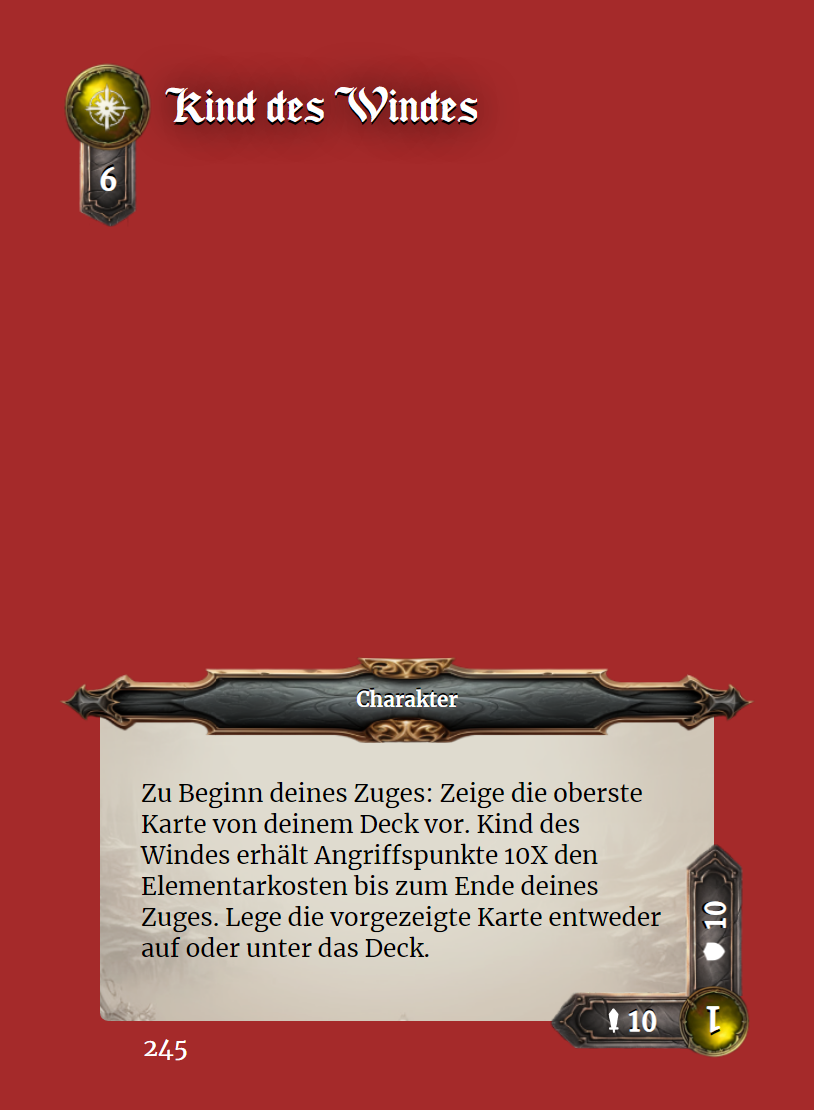 Kind des Windes
6
Charakter
Zu Beginn deines Zuges: Zeige die oberste
Karte von deinem Deck vor. Kind des
Windes erhält Angriffspunkte 10X den
Elementarkosten bis zum Ende deines
Zuges. Lege die vorgezeigte Karte entweder
auf oder unter das Deck.
10
10
1
245